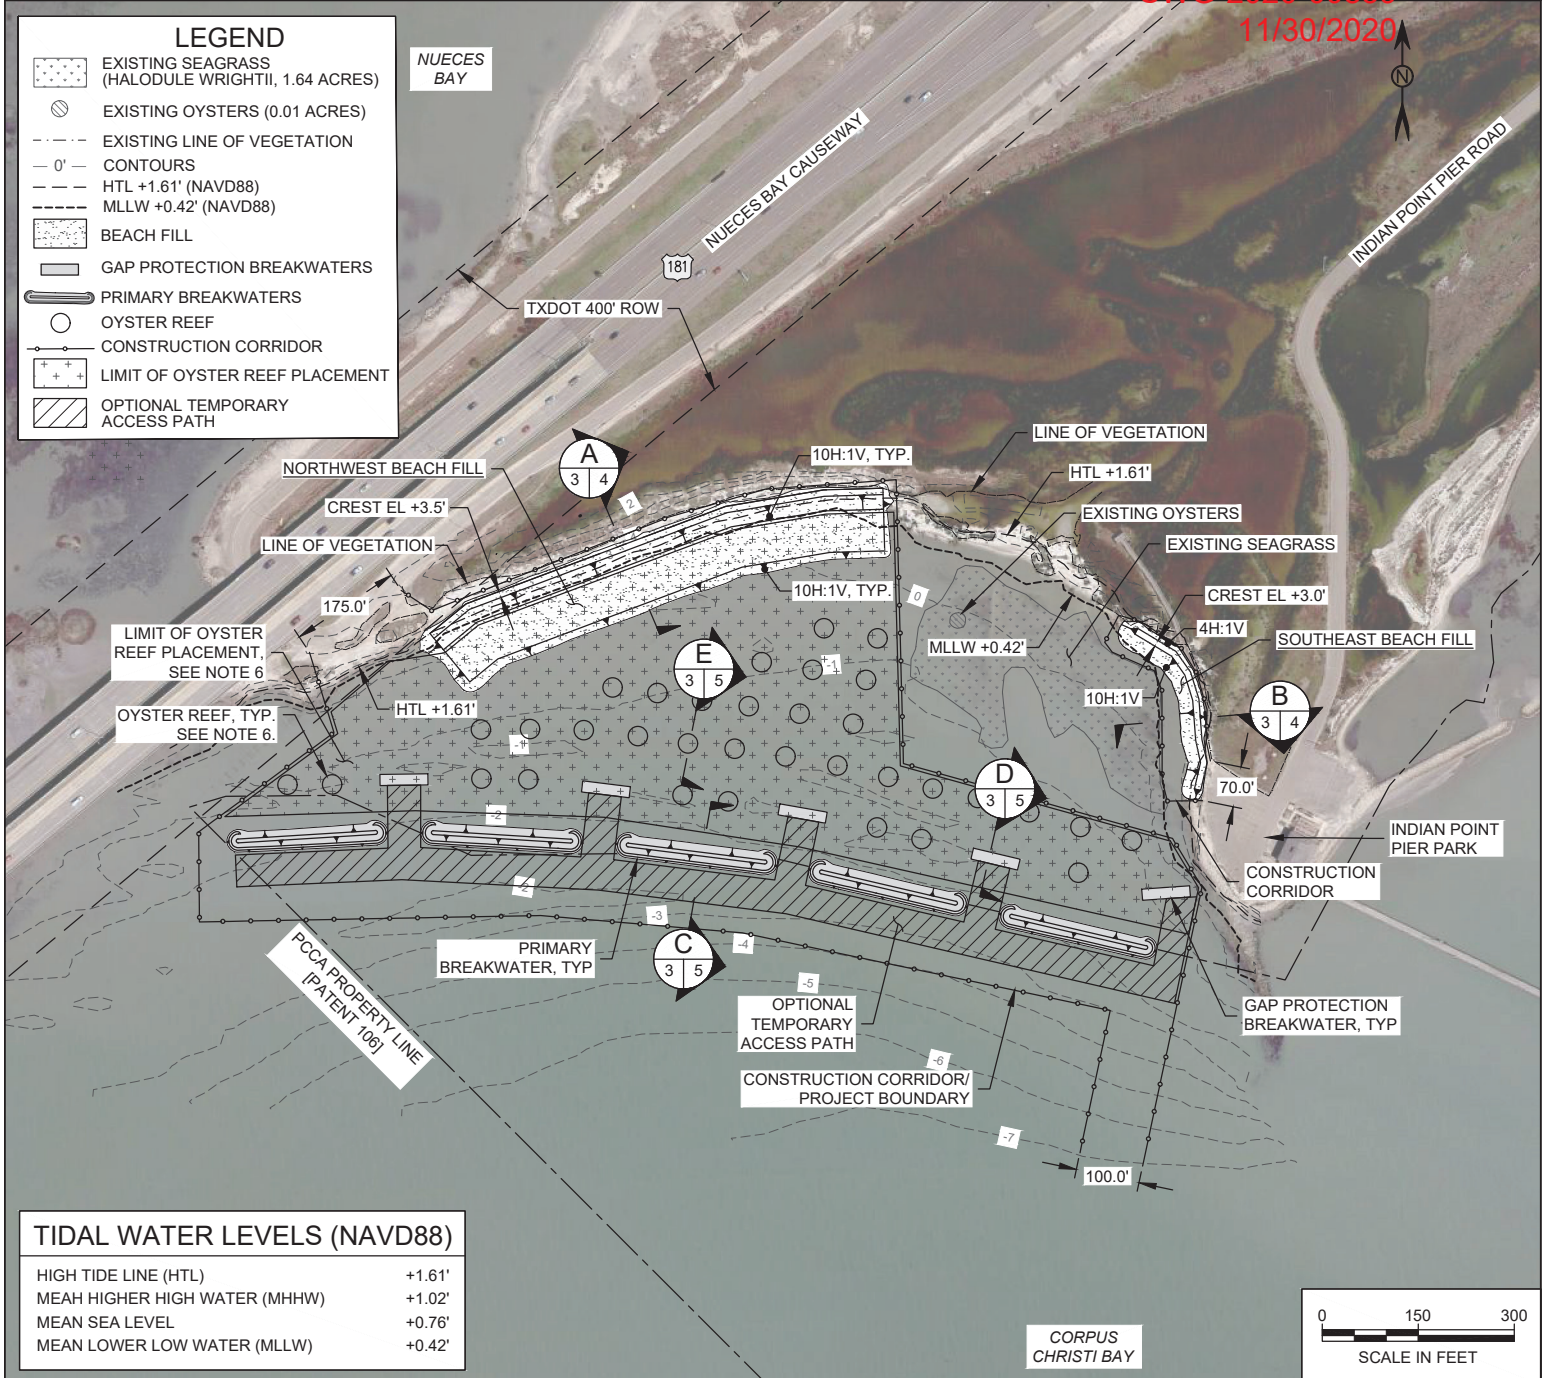 11/30/2020
N
LEGEND
EXISTING SEAGRASS
(HALODULE WRIGHTII, 1.64 ACRES)
EXISTING OYSTERS (0.01 ACRES)
EXISTING LINE OF VEGETATION
0' CONTOURS
HTL +1.61' (NAVD88)
MLLW +0.42' (NAVD88)
BEACH FILL
GAP PROTECTION BREAKWATERS
PRIMARY BREAKWATERS
OYSTER REEF
CONSTRUCTION CORRIDOR
LIMIT OF OYSTER REEF PLACEMENT
OPTIONAL TEMPORARY
ACCESS PATH
NUECES
BAY
NUECES BAY CAUSEWAY
181
INDIAN POINT PIER ROAD
TXDOT 400' ROW
LINE OF VEGETATION
10H:1V, TYP.
A
3 4
NORTHWEST BEACH FILL
HTL +1.61'
2
2
CREST EL +3.5'
EXISTING OYSTERS
LINE OF VEGETATION
EXISTING SEAGRASS
10H:1V, TYP.
0
CREST EL +3.0'
175.0'
4H:1V
LIMIT OF OYSTER
REEF PLACEMENT,
SEE NOTE 6
SOUTHEAST BEACH FILL
MLLW +0.42'
E
3 5
-1
10H:1V
B
3 4
HTL +1.61'
OYSTER REEF, TYP.
SEE NOTE 6.
-1
D
3 5
70.0'
-2
INDIAN POINT
PIER PARK
CONSTRUCTION
CORRIDOR
-2
-3
-4
PRIMARY
BREAKWATER, TYP
C
3 5
PCCA PROPERTY LINE
[PATENT 106]
-5
OPTIONAL
TEMPORARY
ACCESS PATH
GAP PROTECTION
BREAKWATER, TYP
-6
CONSTRUCTION CORRIDOR/
PROJECT BOUNDARY
-7
100.0'
TIDAL WATER LEVELS (NAVD88)
HIGH TIDE LINE (HTL) +1.61'
MEAH HIGHER HIGH WATER (MHHW) +1.02'
MEAN SEA LEVEL +0.76'
MEAN LOWER LOW WATER (MLLW) +0.42'
CORPUS
CHRISTI BAY
0 150 300
SCALE IN FEET